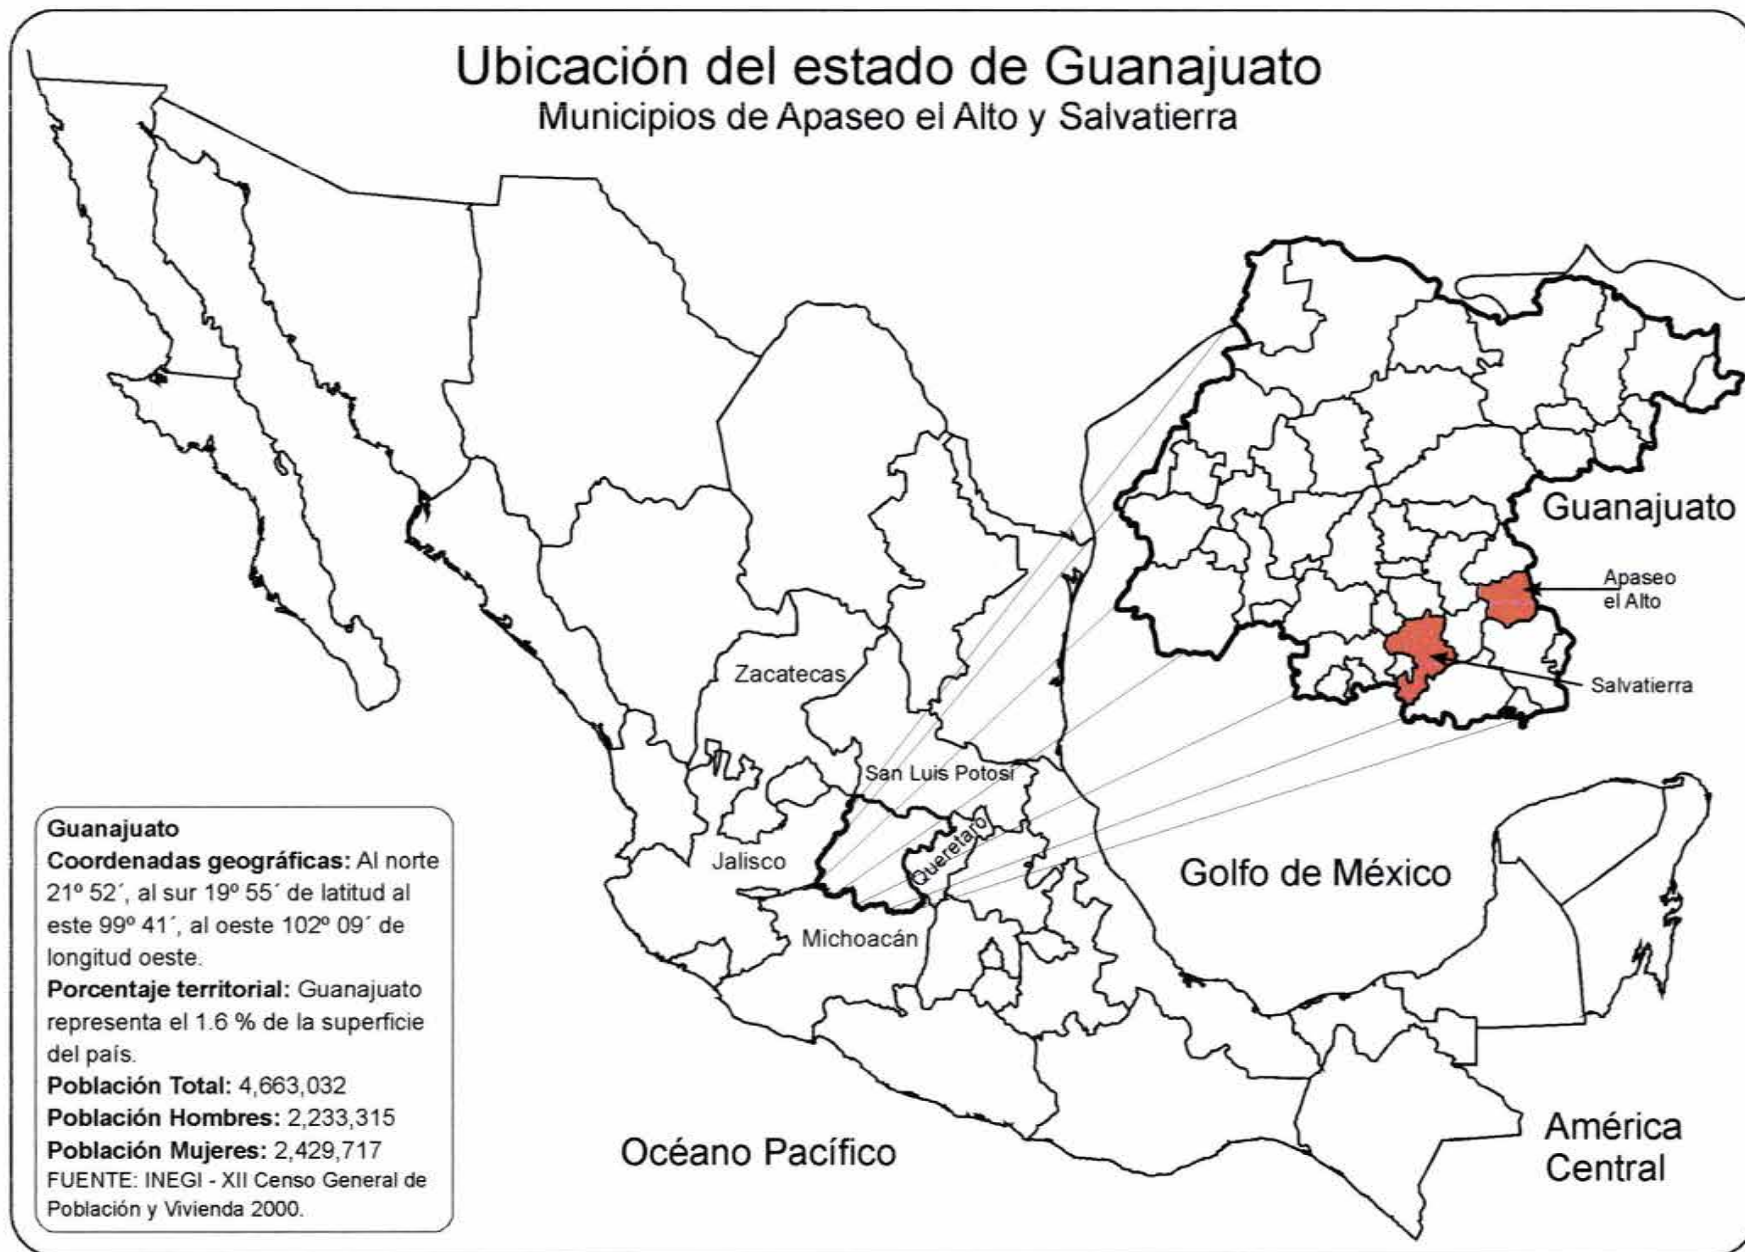 Ubicación del estado de Guanajuato
Municipios de Apaseo el Alto y Salvatierra
Guanajuato
Apaseo
el Alto
Salvatierra
Zacatecas
San Luis Potosí
Querétaro
Jalisco
Michoacán
Golfo de México
Océano Pacífico
América
Central
Guanajuato
Coordenadas geográficas: Al norte
21º 52´, al sur 19º 55´ de latitud al
este 99º 41´, al oeste 102º 09´ de
longitud oeste.
Porcentaje territorial: Guanajuato
representa el 1.6 % de la superficie
del país.
Población Total: 4,663,032
Población Hombres: 2,233,315
Población Mujeres: 2,429,717
FUENTE: INEGI - XII Censo General de
Población y Vivienda 2000.